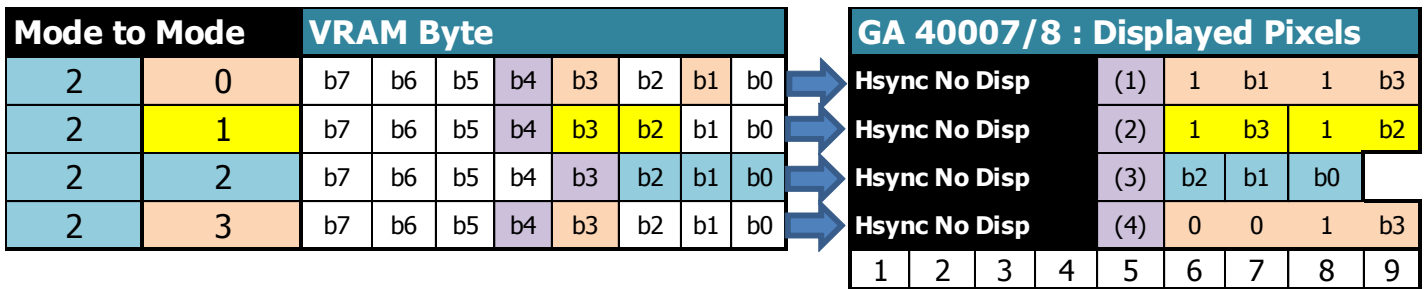 Mode to Mode VRAM Byte GA 40007/8 : Displayed Pixels
2 0 b7 b6 b5 b4 b3 b2 b1 b0 Hsync No Disp (1) 1 b1 1 b3
2 1 b7 b6 b5 b4 b3 b2 b1 b0 Hsync No Disp (2) 1 b3 1 b2
2 2 b7 b6 b5 b4 b3 b2 b1 b0 Hsync No Disp (3) b2 b1 b0
2 3 b7 b6 b5 b4 b3 b2 b1 b0 Hsync No Disp (4) 0 0 1 b3
1 2 3 4 5 6 7 8 9